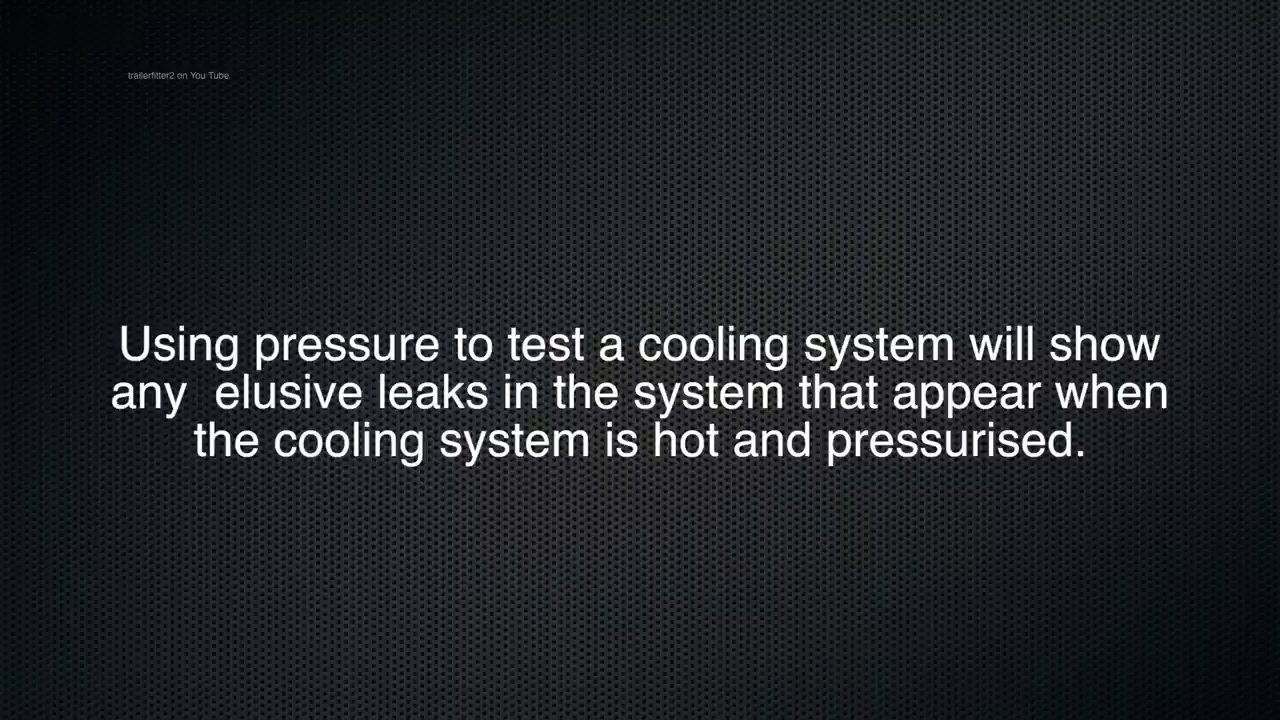 trailerfitter2 on You Tube
Using pressure to test a cooling system will show
any  elusive leaks in the system that appear when
the cooling system is hot and pressurised.